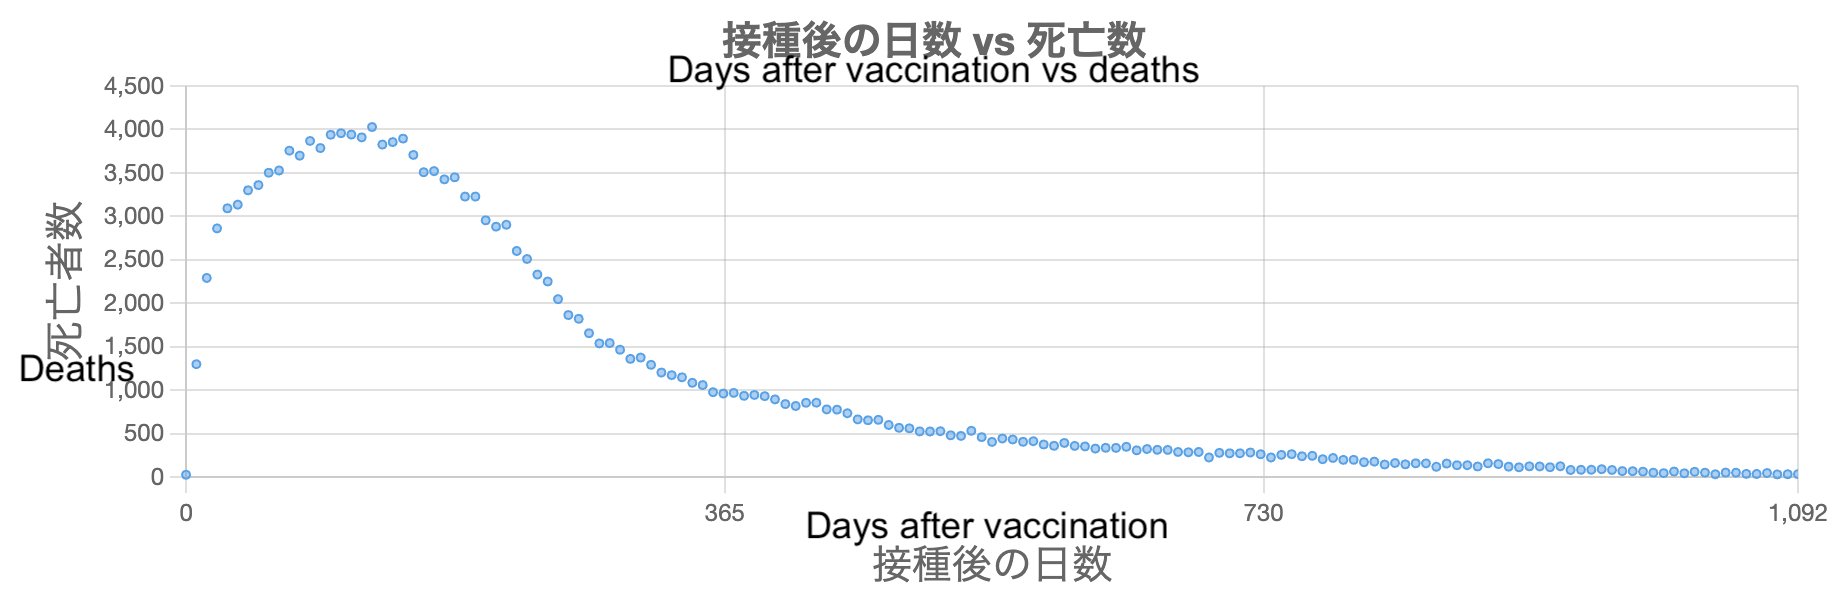 接種後の日数 vs 死亡数
Days after vaccination vs deaths
4,500
4,000
3,500
3,000
2,500
2,000
1,500
1,000
500
0
死亡者数
Deaths
0 365 730 1,092
Days after vaccination
接種後の日数